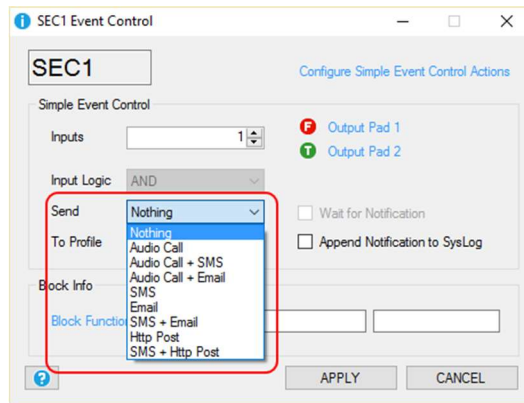 SEC1 Event Control
SEC1
Configure Simple Event Control Actions
Simple Event Control
Inputs 1
F Output Pad 1
T Output Pad 2
Input Logic AND
Send Nothing
Wait for Notification
To Profile
Append Notification to SysLog
Nothing
Audio Call
Audio Call + SMS
Audio Call + Email
SMS
Email
SMS + Email
Http Post
SMS + Http Post
Block Info
Block Functio
? APPLY CANCEL